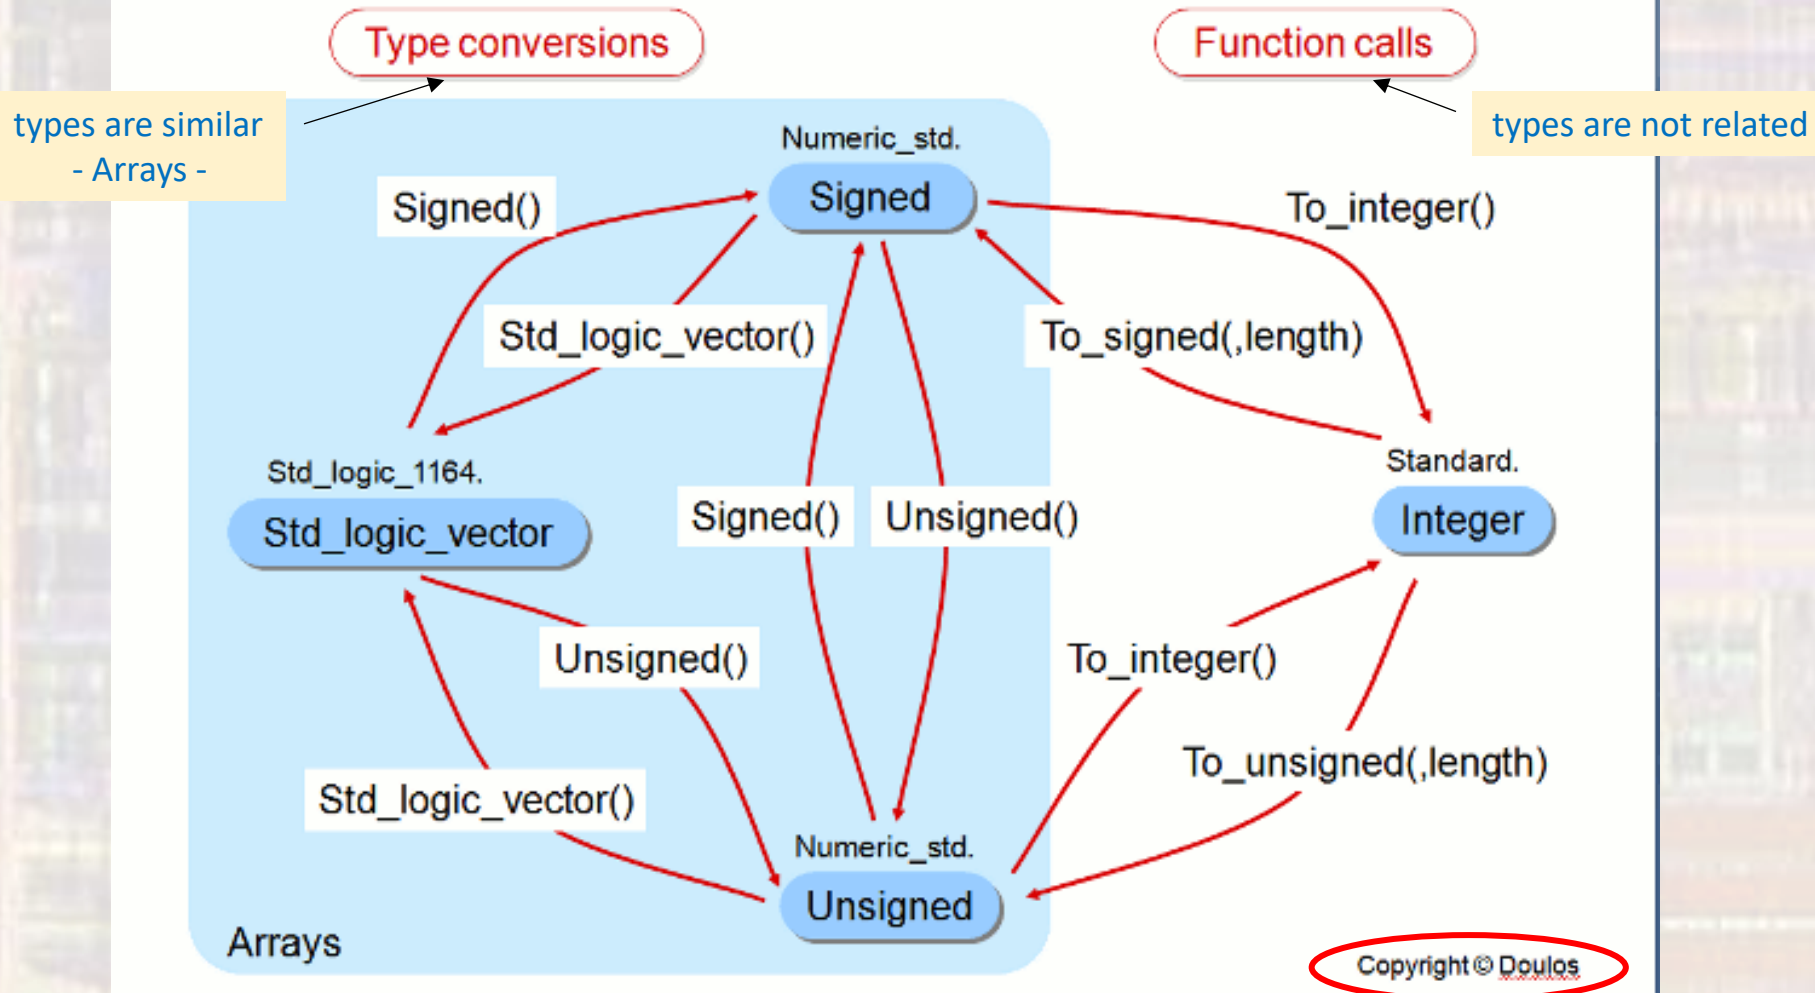 Type conversions
Function calls
types are similar
- Arrays -
types are not related
Numeric_std.
Signed
Signed()
To_integer()
Std_logic_vector()
To_signed(,length)
Std_logic_1164.
Std_logic_vector
Standard.
Integer
Signed()
Unsigned()
Unsigned()
To_integer()
Std_logic_vector()
To_unsigned(,length)
Numeric_std.
Unsigned
Arrays
Copyright © Doulos